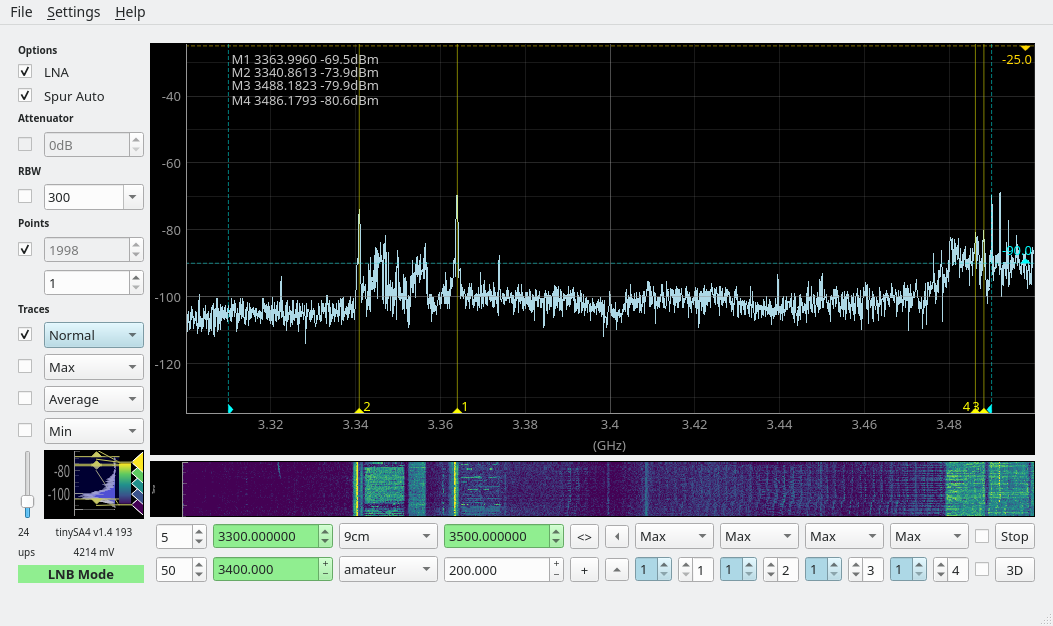 File Settings Help
Options
LNA
Spur Auto
Attenuator
0dB
RBW
300
Points
1998
1
Traces
Normal
Max
Average
Min
-80
-100
24 tinySA4 v1.4 193
ups 4214 mV
LNB Mode
M1 3363.9960 -69.5dBm
M2 3340.8613 -73.9dBm
M3 3488.1823 -79.9dBm
M4 3486.1793 -80.6dBm
-25.0
-40
-60
-80
-90.0
-100
-120
2 1 4 3
3.32 3.34 3.36 3.38 3.4 3.42 3.44 3.46 3.48
(GHz)
5 3300.000000 9cm 3500.000000 <> Max Max Max Max Stop
50 3400.000 amateur 200.000 + 1 1 1 2 1 3 1 4 3D